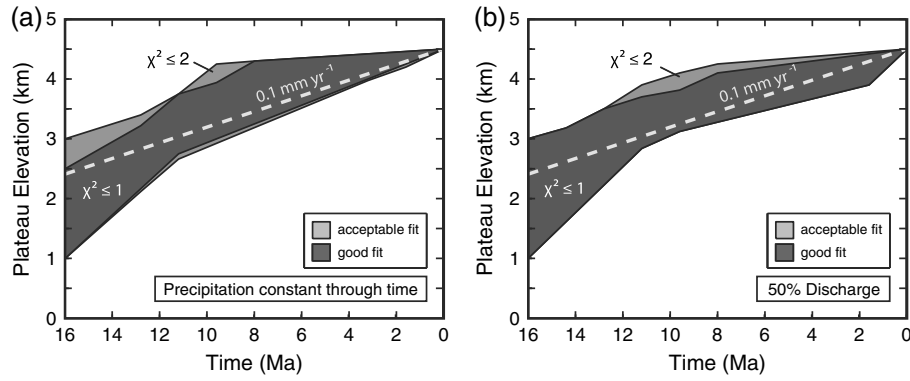 (a)
5
4
3
2
1
0
Plateau Elevation (km)
χ² ≤ 2
0.1 mm yr⁻¹
χ² ≤ 1
acceptable fit
good fit
Precipitation constant through time
16 14 12 10 8 6 4 2 0
Time (Ma)
(b)
5
4
3
2
1
0
Plateau Elevation (km)
χ² ≤ 2
0.1 mm yr⁻¹
χ² ≤ 1
acceptable fit
good fit
50% Discharge
16 14 12 10 8 6 4 2 0
Time (Ma)